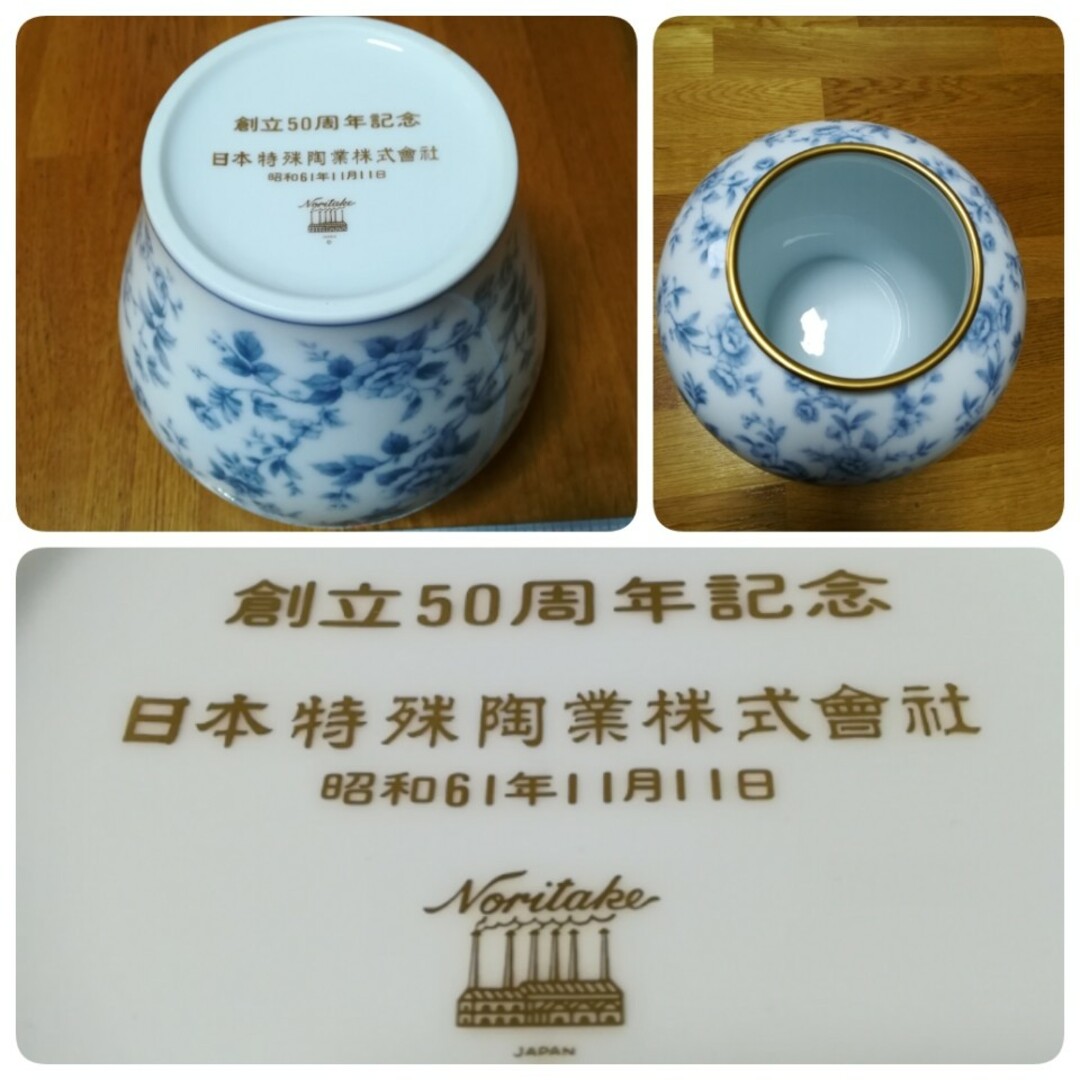 創立50周年記念
日本特殊陶業株式會社
昭和61年11月11日
Noritake
創立50周年記念
日本特殊陶業株式會社
昭和61年11月11日
Noritake
JAPAN